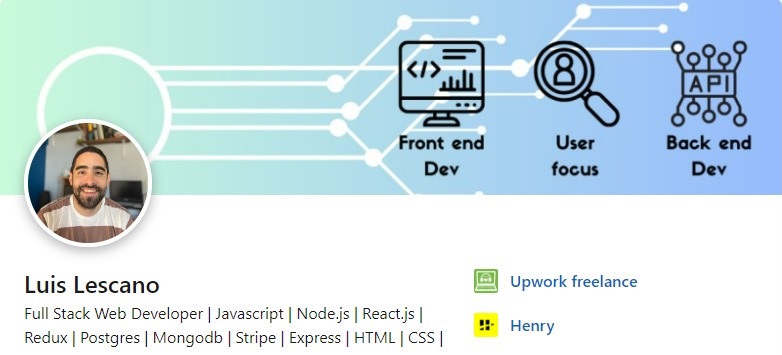 </>
API
Front end
Dev
User
focus
Back end
Dev
Luis Lescano
Full Stack Web Developer | Javascript | Node.js | React.js |
Redux | Postgres | Mongodb | Stripe | Express | HTML | CSS |
Upwork freelance
Henry